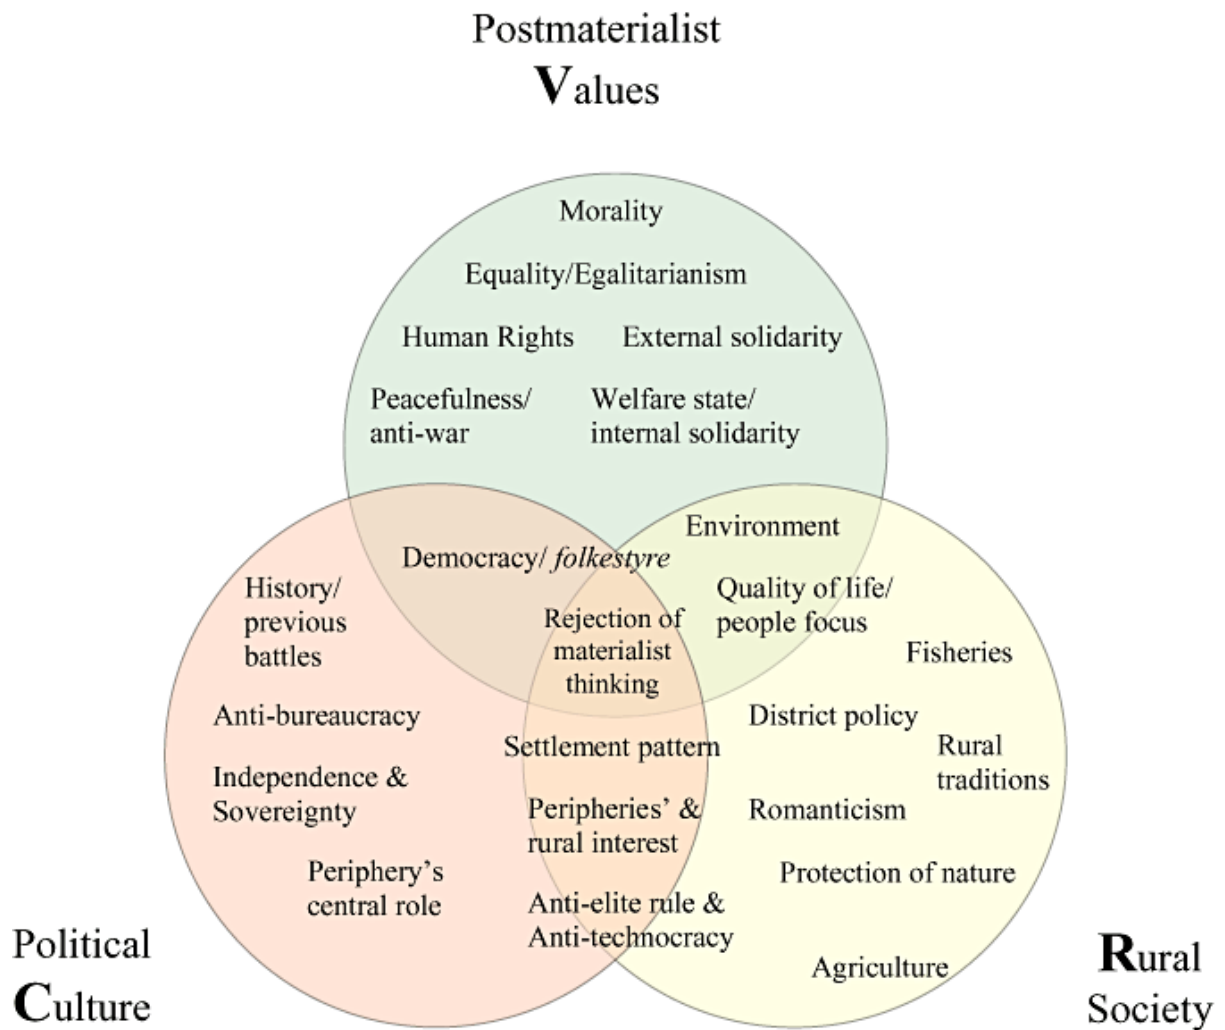 Postmaterialist
Values
Morality
Equality/Egalitarianism
Human Rights
External solidarity
Peacefulness/
anti-war
Welfare state/
internal solidarity
Environment
Democracy/ folkestyre
History/
previous
battles
Quality of life/
people focus
Rejection of
materialist
thinking
Fisheries
Anti-bureaucracy
District policy
Settlement pattern
Rural
traditions
Independence &
Sovereignty
Peripheries’ &
rural interest
Romanticism
Periphery’s
central role
Protection of nature
Anti-elite rule &
Anti-technocracy
Agriculture
Political
Culture
Rural
Society